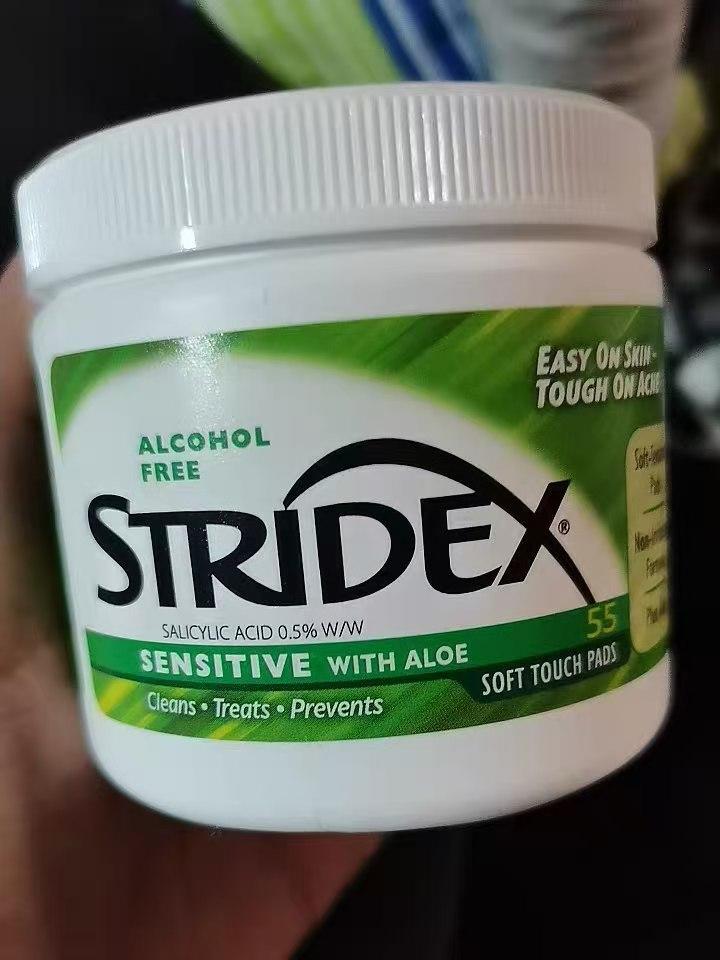 EASY ON SKIN-
TOUGH ON ACNE
ALCOHOL
FREE
STRIDEX®
SALICYLIC ACID 0.5% W/W
SENSITIVE WITH ALOE
55
SOFT TOUCH PADS
Cleans • Treats • Prevents